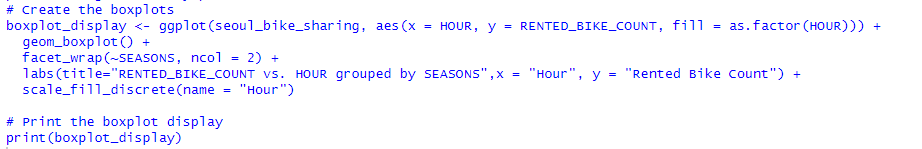 # Create the boxplots
boxplot_display <- ggplot(seoul_bike_sharing, aes(x = HOUR, y = RENTED_BIKE_COUNT, fill = as.factor(HOUR))) +
  geom_boxplot() +
  facet_wrap(~SEASONS, ncol = 2) +
  labs(title="RENTED_BIKE_COUNT vs. HOUR grouped by SEASONS",x = "Hour", y = "Rented Bike Count") +
  scale_fill_discrete(name = "Hour")

# Print the boxplot display
print(boxplot_display)